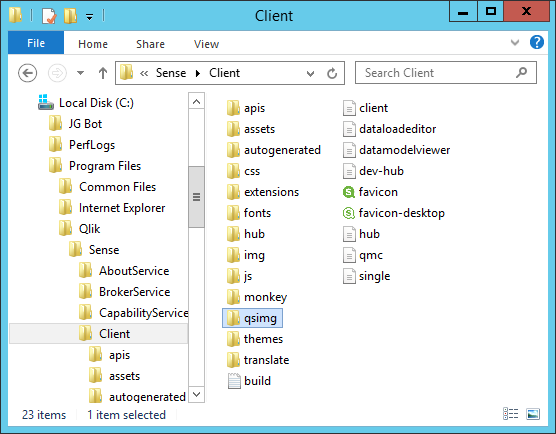 Client
File
Home
Share
View
« Sense Client
Search Client
Local Disk (C:)
JG Bot
PerfLogs
Program Files
Common Files
Internet Explorer
Qlik
Sense
AboutService
BrokerService
CapabilityService
Client
apis
assets
autogenerated
apis
assets
autogenerated
css
extensions
fonts
hub
img
js
monkey
qsimg
themes
translate
build
client
dataloadeditor
datamodelviewer
dev-hub
favicon
favicon-desktop
hub
qmc
single
23 items
1 item selected